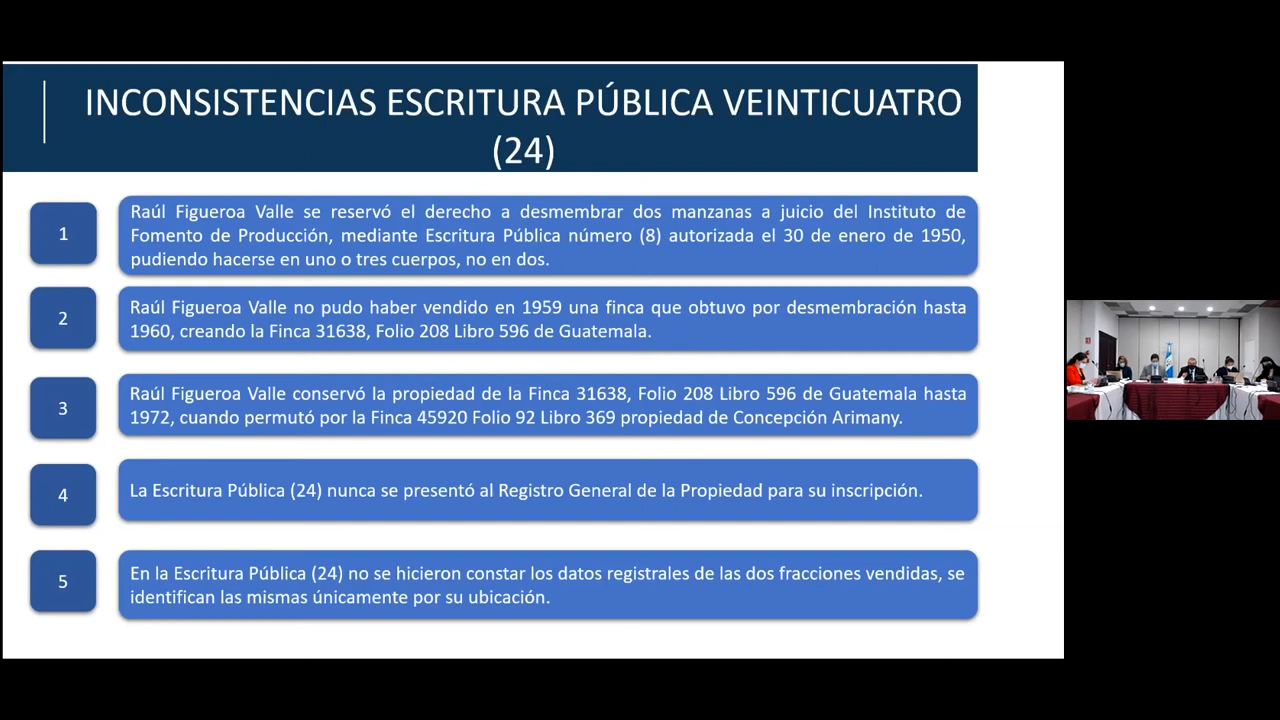 INCONSISTENCIAS ESCRITURA PÚBLICA VEINTICUATRO
(24)
1
Raúl Figueroa Valle se reservó el derecho a desmembrar dos manzanas a juicio del Instituto de
Fomento de Producción, mediante Escritura Pública número (8) autorizada el 30 de enero de 1950,
pudiendo hacerse en uno o tres cuerpos, no en dos.
2
Raúl Figueroa Valle no pudo haber vendido en 1959 una finca que obtuvo por desmembración hasta
1960, creando la Finca 31638, Folio 208 Libro 596 de Guatemala.
3
Raúl Figueroa Valle conservó la propiedad de la Finca 31638, Folio 208 Libro 596 de Guatemala hasta
1972, cuando permutó por la Finca 45920 Folio 92 Libro 369 propiedad de Concepción Arimany.
4
La Escritura Pública (24) nunca se presentó al Registro General de la Propiedad para su inscripción.
5
En la Escritura Pública (24) no se hicieron constar los datos registrales de las dos fracciones vendidas, se
identifican las mismas únicamente por su ubicación.